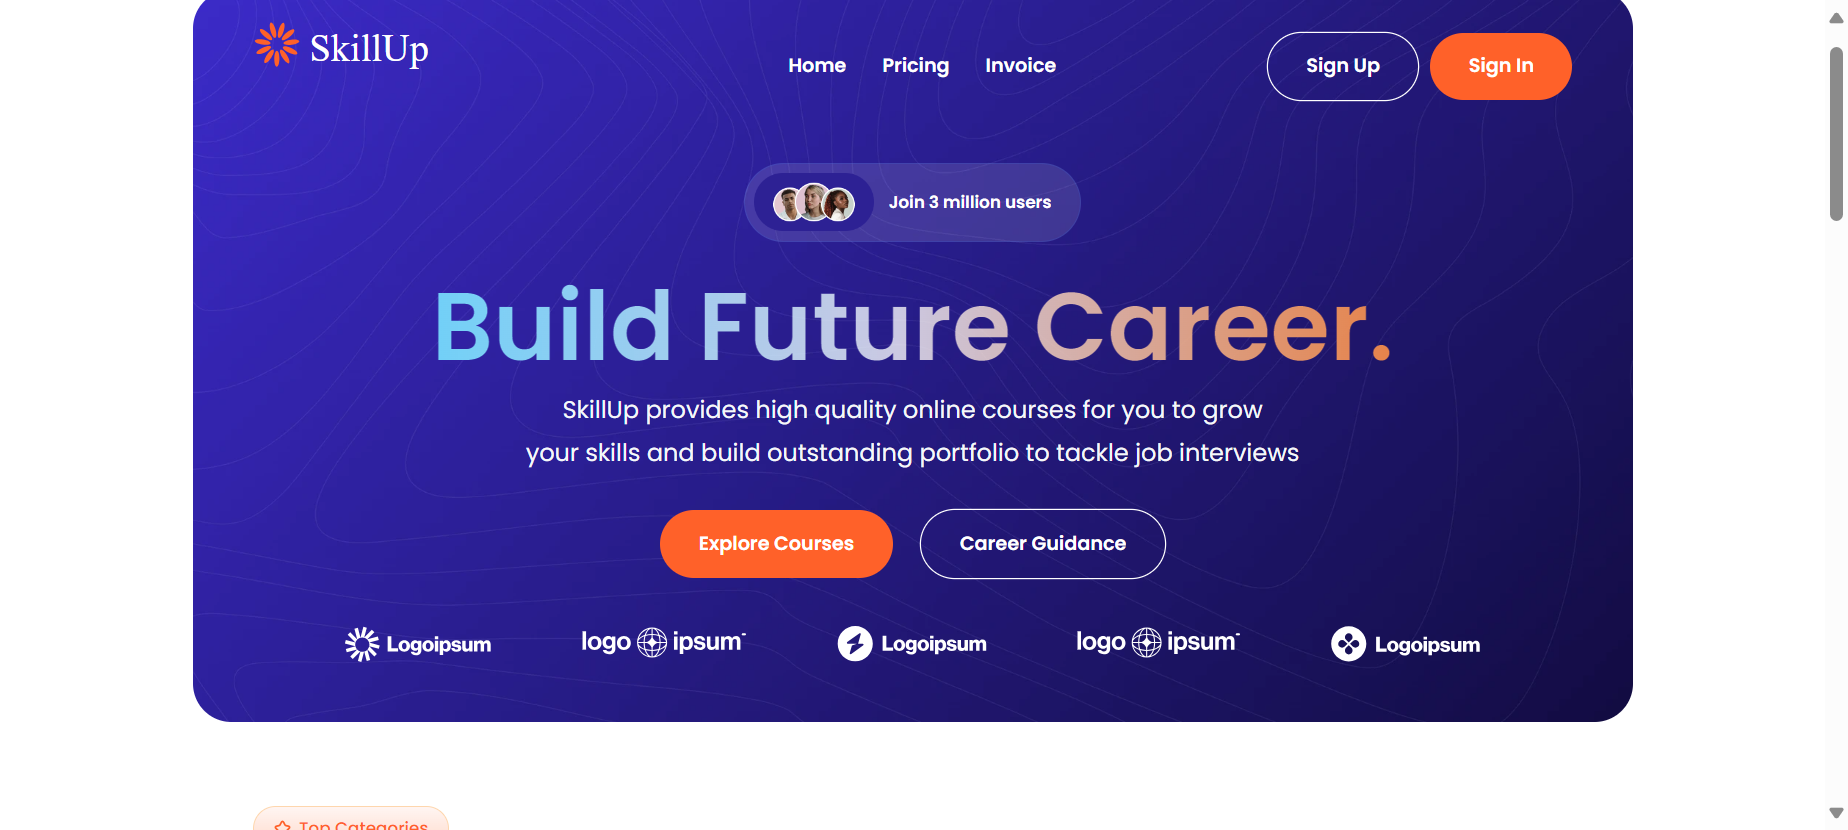 SkillUp
Home Pricing Invoice
Sign Up Sign In
Join 3 million users
Build Future Career.
SkillUp provides high quality online courses for you to grow
your skills and build outstanding portfolio to tackle job interviews
Explore Courses Career Guidance
Logoipsum logo ipsum Logoipsum logo ipsum Logoipsum
Top Categories